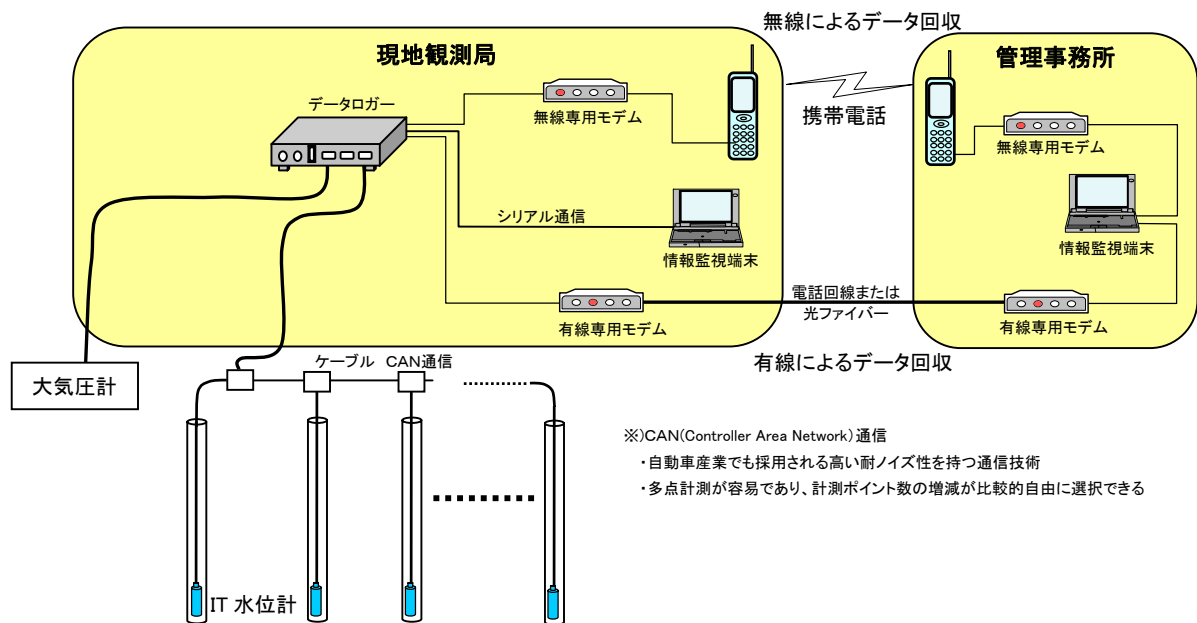 無線によるデータ回収
現地観測局
管理事務所
データロガー
無線専用モデム
携帯電話
無線専用モデム
シリアル通信
情報監視端末
情報監視端末
電話回線または
光ファイバー
有線専用モデム
有線専用モデム
有線によるデータ回収
大気圧計
ケーブル CAN通信
※)CAN(Controller Area Network)通信
・自動車産業でも採用される高い耐ノイズ性を持つ通信技術
・多点計測が容易であり、計測ポイント数の増減が比較的自由に選択できる
IT 水位計